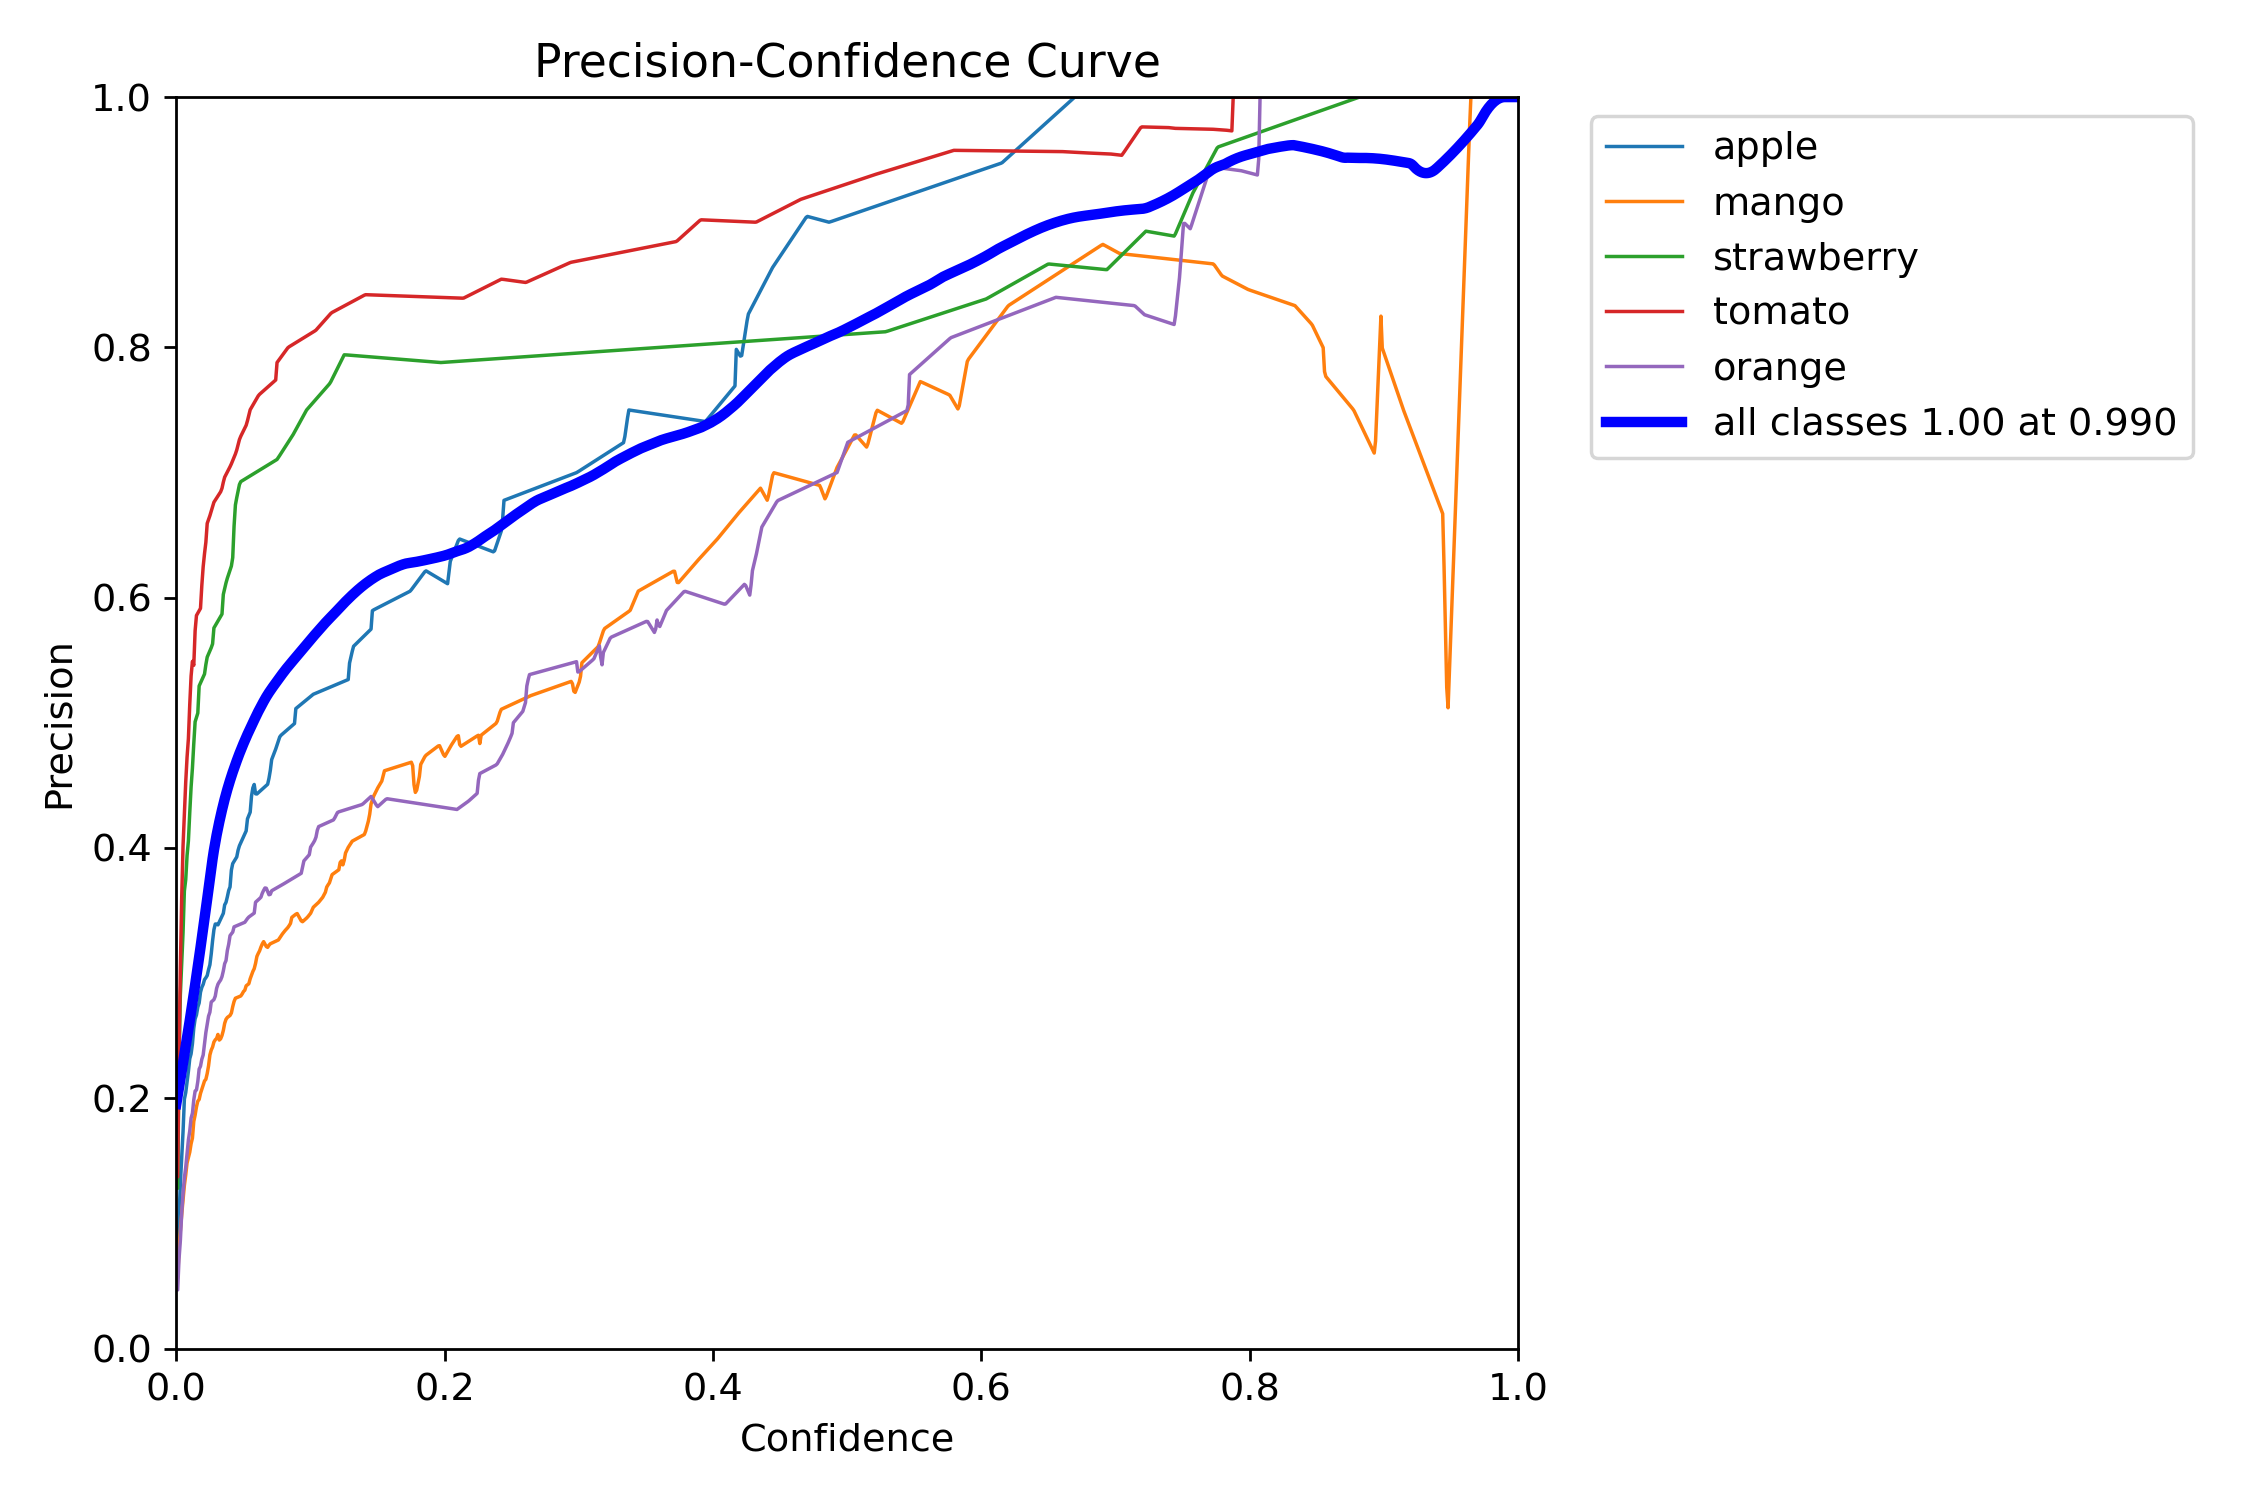 Precision-Confidence Curve
1.0
0.8
0.6
0.4
0.2
0.0
Precision
0.0 0.2 0.4 0.6 0.8 1.0
Confidence
apple
mango
strawberry
tomato
orange
all classes 1.00 at 0.990